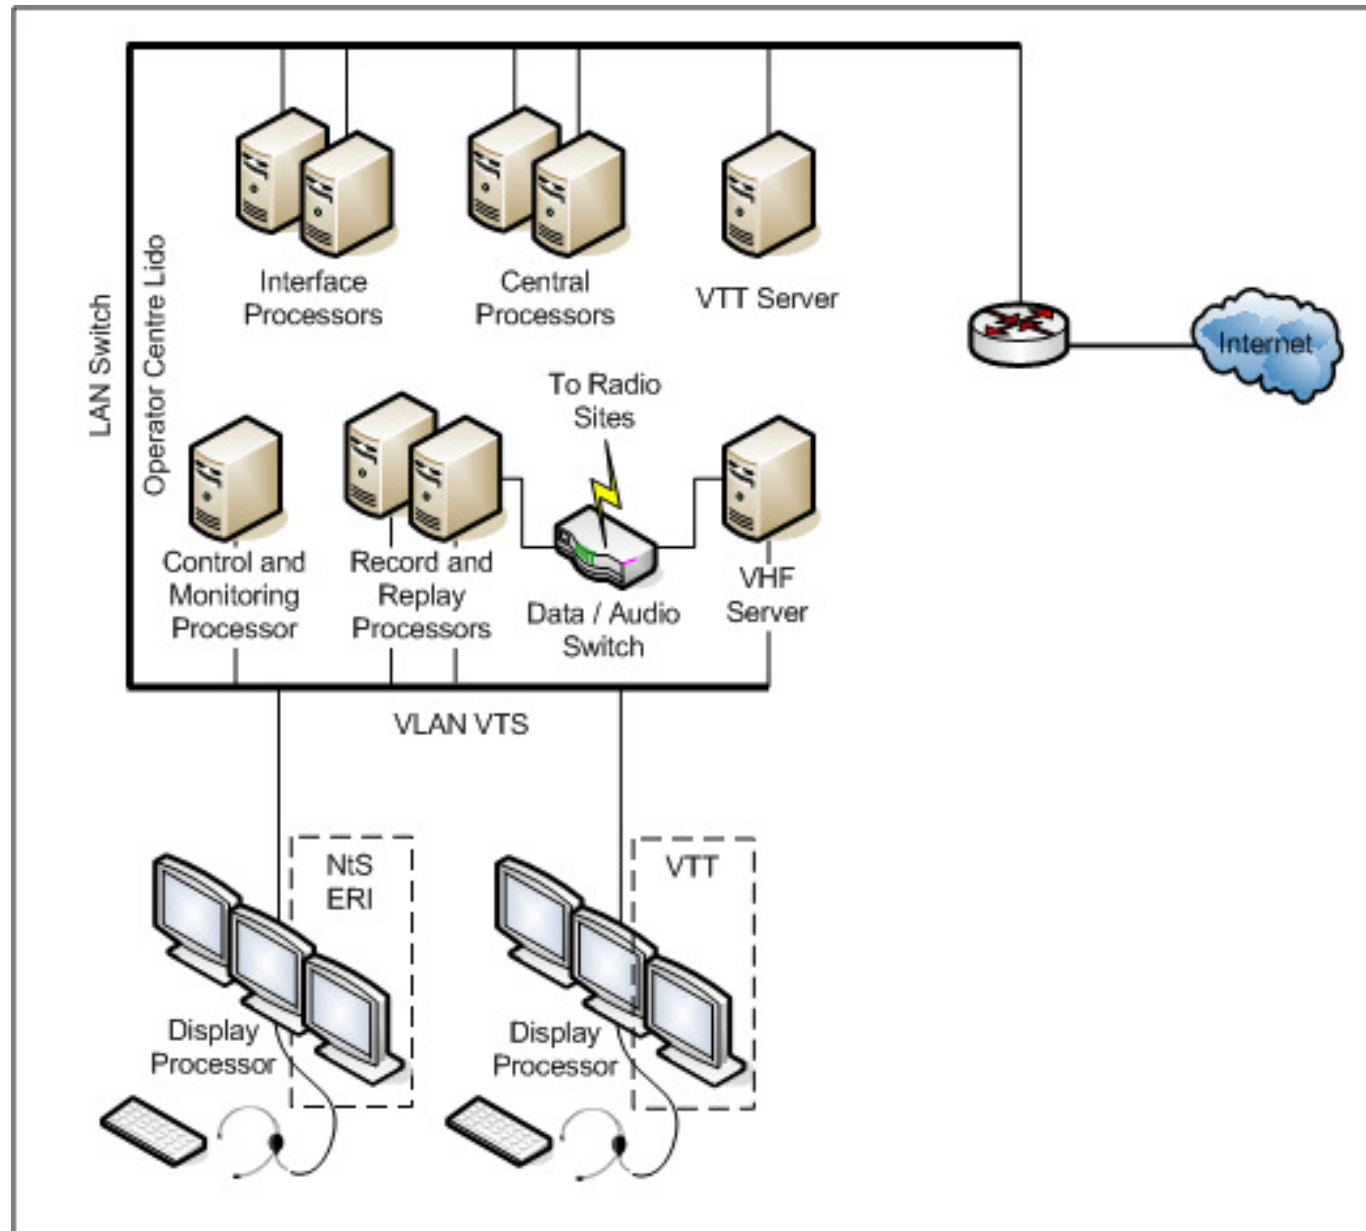 LAN Switch
Operator Centre Lido
Interface
Processors
Central
Processors
VTT Server
Internet
To Radio
Sites
Control and
Monitoring
Processor
Record and
Replay
Processors
Data / Audio
Switch
VHF
Server
VLAN VTS
NtS
ERI
VTT
Display
Processor
Display
Processor